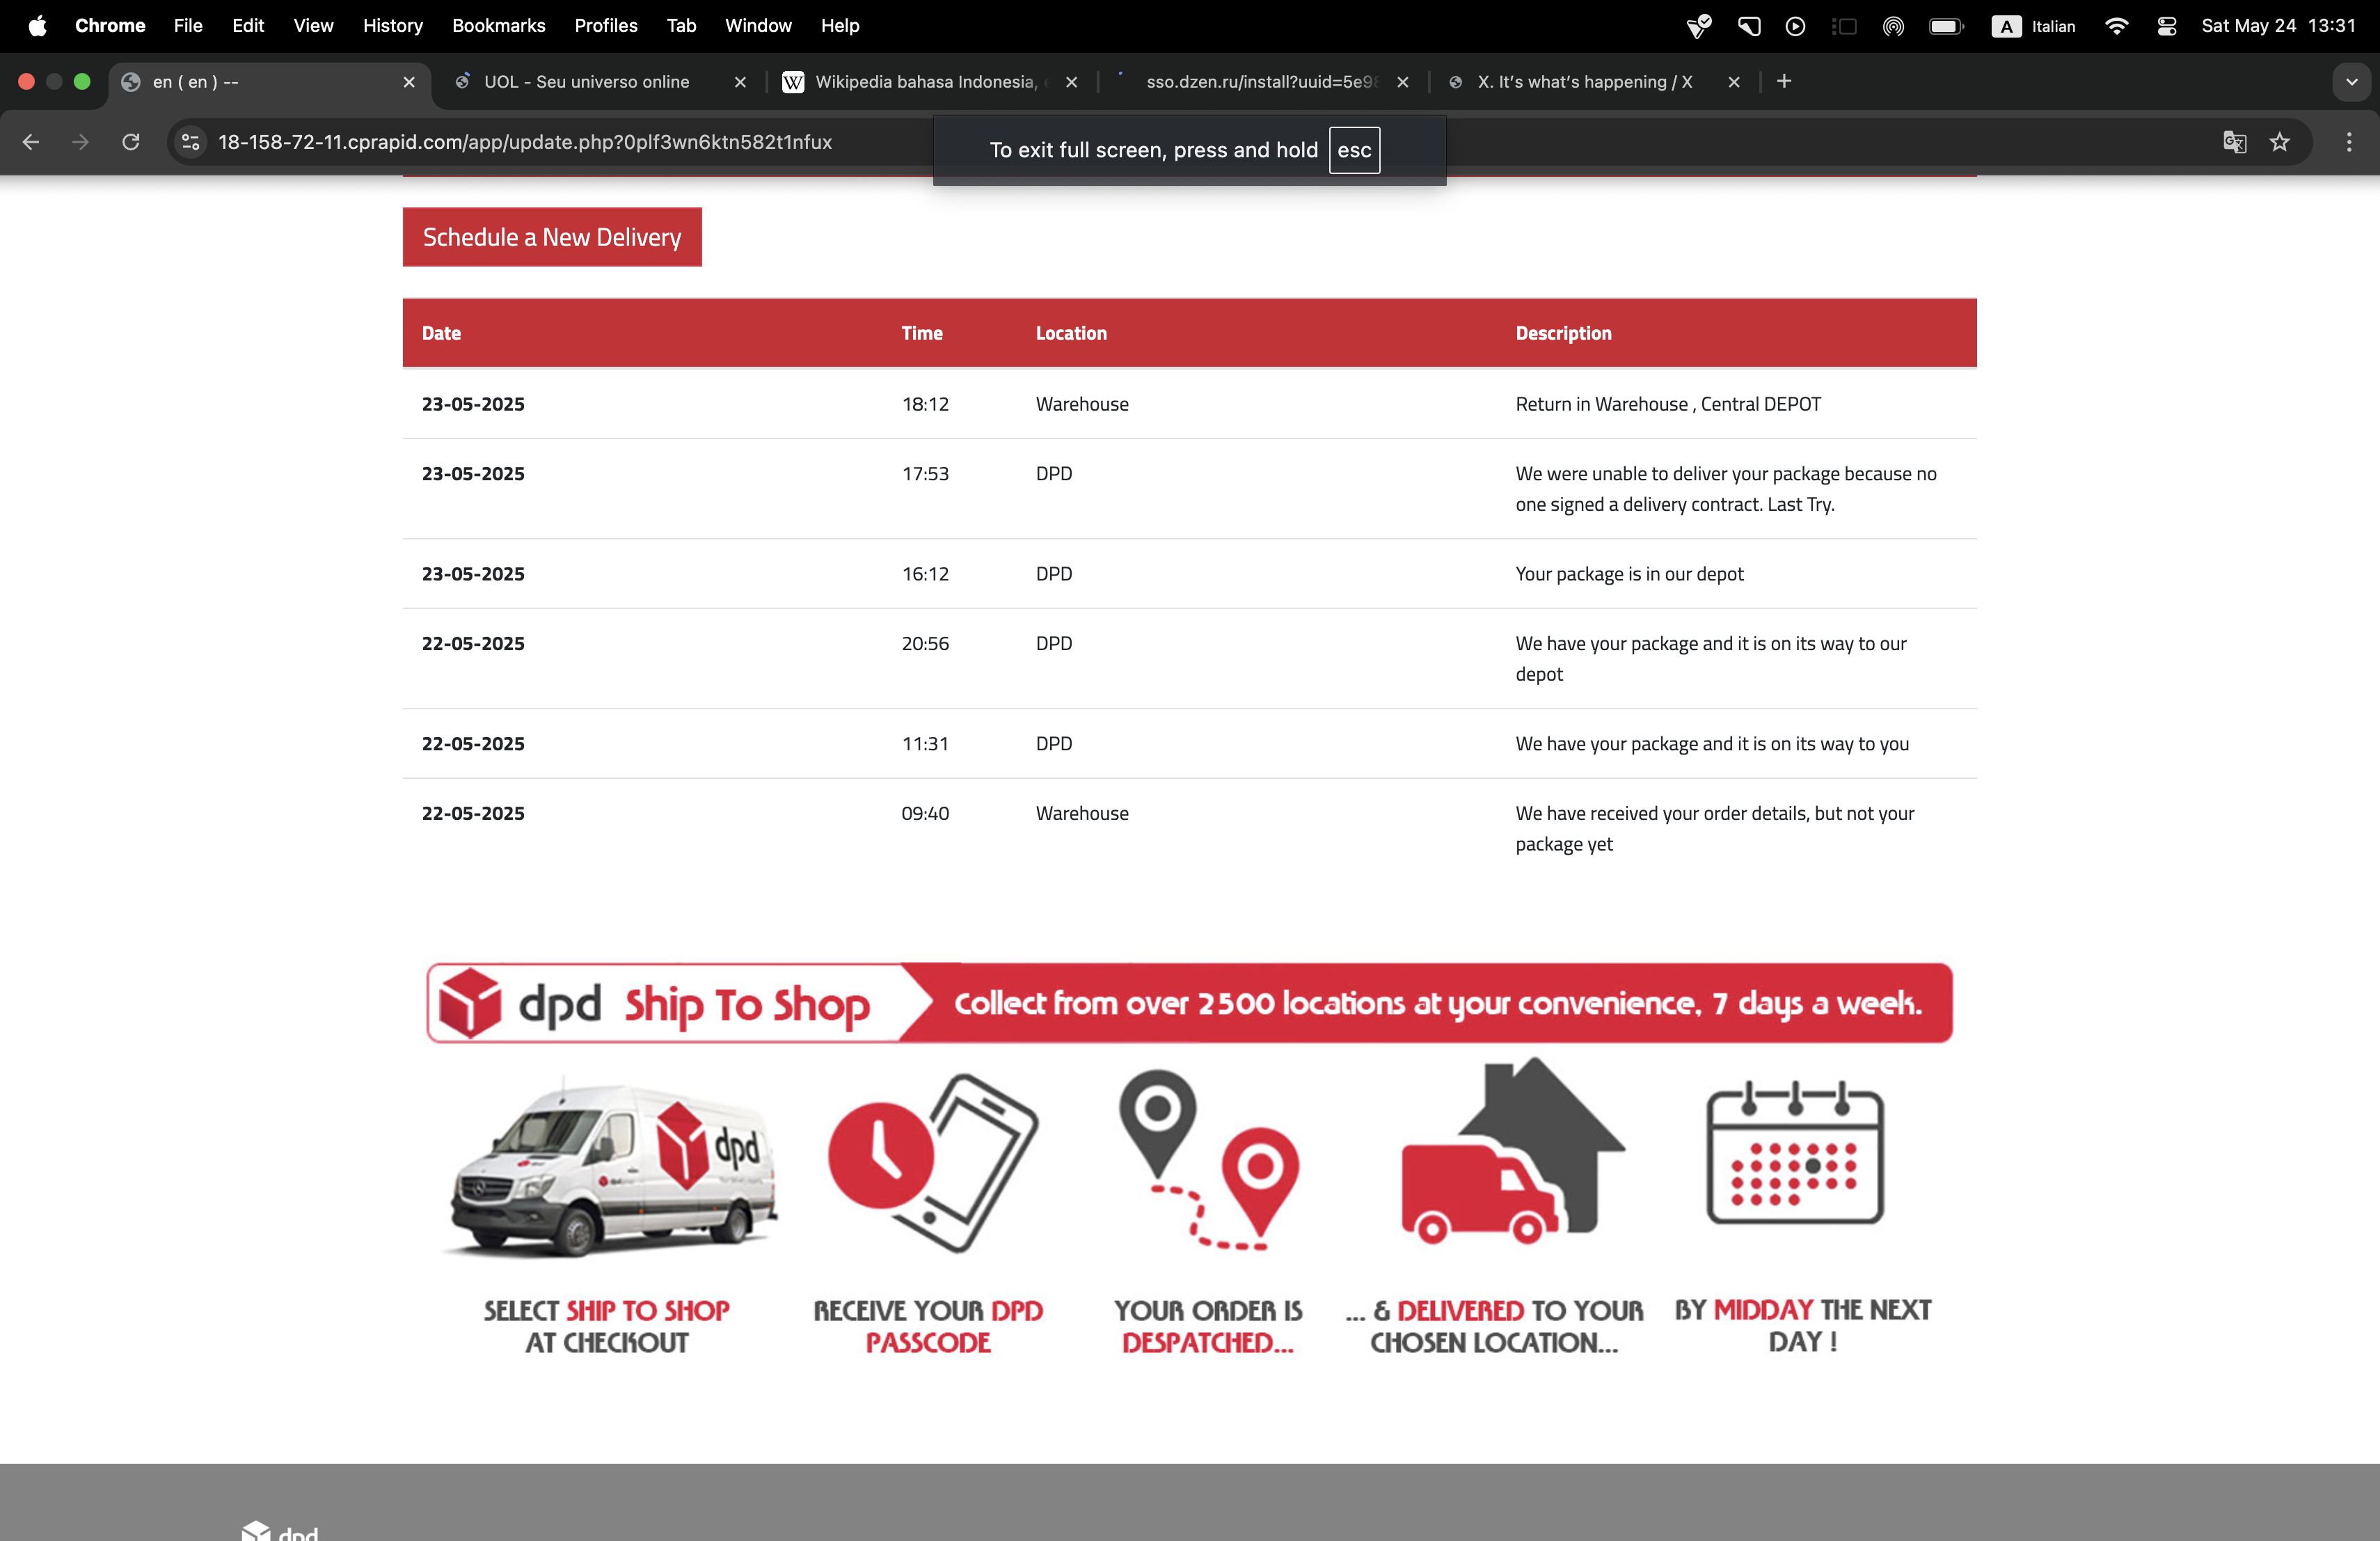 Chrome File Edit View History Bookmarks Profiles Tab Window Help A Italian Sat May 24 13:31
en ( en ) -- UOL - Seu universo online W Wikipedia bahasa Indonesia, sso.dzen.ru/install?uuid=5e98 X. It's what's happening / X
18-158-72-11.cprapid.com/app/update.php?0plf3wn6ktn582t1nfux
To exit full screen, press and hold esc
Schedule a New Delivery
Date Time Location Description
23-05-2025 18:12 Warehouse Return in Warehouse , Central DEPOT
23-05-2025 17:53 DPD We were unable to deliver your package because no
one signed a delivery contract. Last Try.
23-05-2025 16:12 DPD Your package is in our depot
22-05-2025 20:56 DPD We have your package and it is on its way to our
depot
22-05-2025 11:31 DPD We have your package and it is on its way to you
22-05-2025 09:40 Warehouse We have received your order details, but not your
package yet
dpd Ship To Shop Collect from over 2500 locations at your convenience, 7 days a week.
dpd
SELECT SHIP TO SHOP
AT CHECKOUT
RECEIVE YOUR DPD
PASSCODE
YOUR ORDER IS
DESPATCHED...
... & DELIVERED TO YOUR
CHOSEN LOCATION...
BY MIDDAY THE NEXT
DAY !
dpd